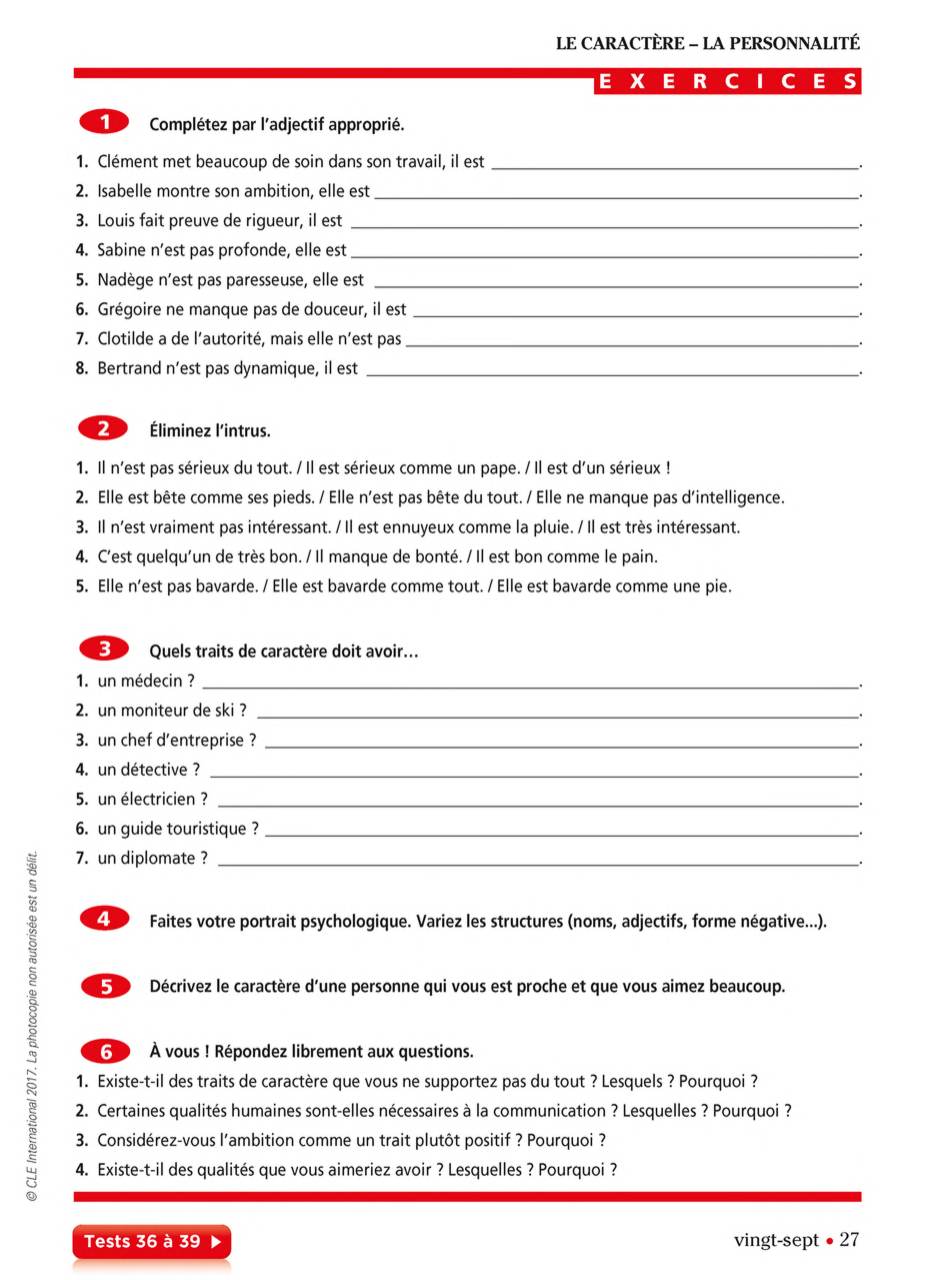 LE CARACTÈRE – LA PERSONNALITÉ
EXERCICES
1 Complétez par l'adjectif approprié.
1. Clément met beaucoup de soin dans son travail, il est ______.
2. Isabelle montre son ambition, elle est ______.
3. Louis fait preuve de rigueur, il est ______.
4. Sabine n'est pas profonde, elle est ______.
5. Nadège n'est pas paresseuse, elle est ______.
6. Grégoire ne manque pas de douceur, il est ______.
7. Clotilde a de l'autorité, mais elle n'est pas ______.
8. Bertrand n'est pas dynamique, il est ______.
2 Éliminez l'intrus.
1. Il n'est pas sérieux du tout. / Il est sérieux comme un pape. / Il est d'un sérieux !
2. Elle est bête comme ses pieds. / Elle n'est pas bête du tout. / Elle ne manque pas d'intelligence.
3. Il n'est vraiment pas intéressant. / Il est ennuyeux comme la pluie. / Il est très intéressant.
4. C'est quelqu'un de très bon. / Il manque de bonté. / Il est bon comme le pain.
5. Elle n'est pas bavarde. / Elle est bavarde comme tout. / Elle est bavarde comme une pie.
3 Quels traits de caractère doit avoir…
1. un médecin ? ______.
2. un moniteur de ski ? ______.
3. un chef d'entreprise ? ______.
4. un détective ? ______.
5. un électricien ? ______.
6. un guide touristique ? ______.
7. un diplomate ? ______.
4 Faites votre portrait psychologique. Variez les structures (noms, adjectifs, forme négative...).
5 Décrivez le caractère d'une personne qui vous est proche et que vous aimez beaucoup.
6 À vous ! Répondez librement aux questions.
1. Existe-t-il des traits de caractère que vous ne supportez pas du tout ? Lesquels ? Pourquoi ?
2. Certaines qualités humaines sont-elles nécessaires à la communication ? Lesquelles ? Pourquoi ?
3. Considérez-vous l'ambition comme un trait plutôt positif ? Pourquoi ?
4. Existe-t-il des qualités que vous aimeriez avoir ? Lesquelles ? Pourquoi ?
© CLE International 2017. La photocopie non autorisée est un délit.
Tests 36 à 39 ▶
vingt-sept • 27